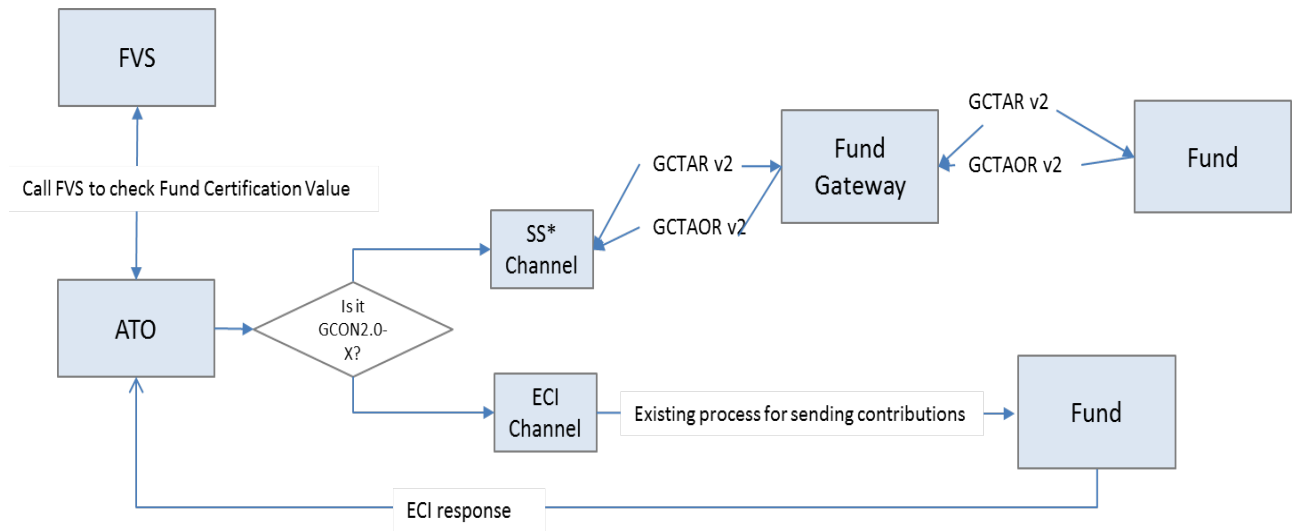 FVS
GCTAR v2
Fund
Gateway
Fund
GCTAR v2
GCTAOR v2
Call FVS to check Fund Certification Value
GCTAOR v2
SS*
Channel
ATO
Is it
GCON2.0-
X?
ECI
Channel
Existing process for sending contributions
Fund
ECI response